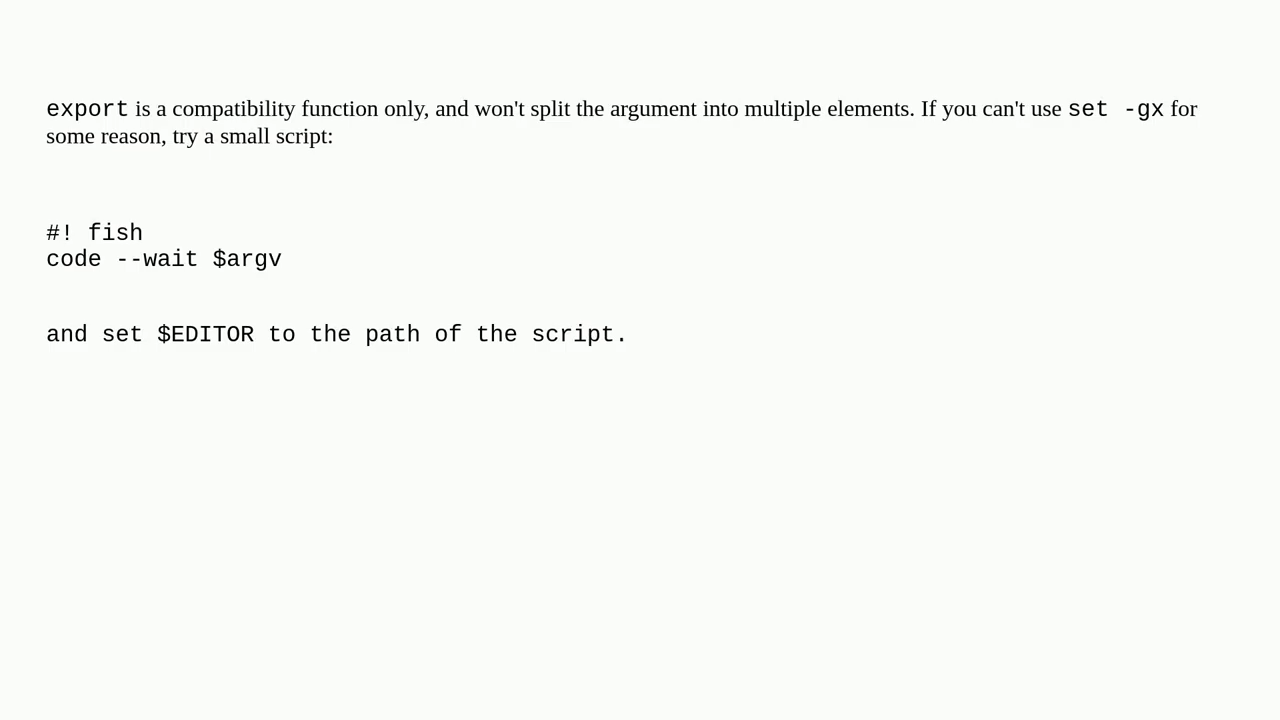 export is a compatibility function only, and won't split the argument into multiple elements. If you can't use set -gx for
some reason, try a small script:
#! fish
code --wait $argv
and set $EDITOR to the path of the script.